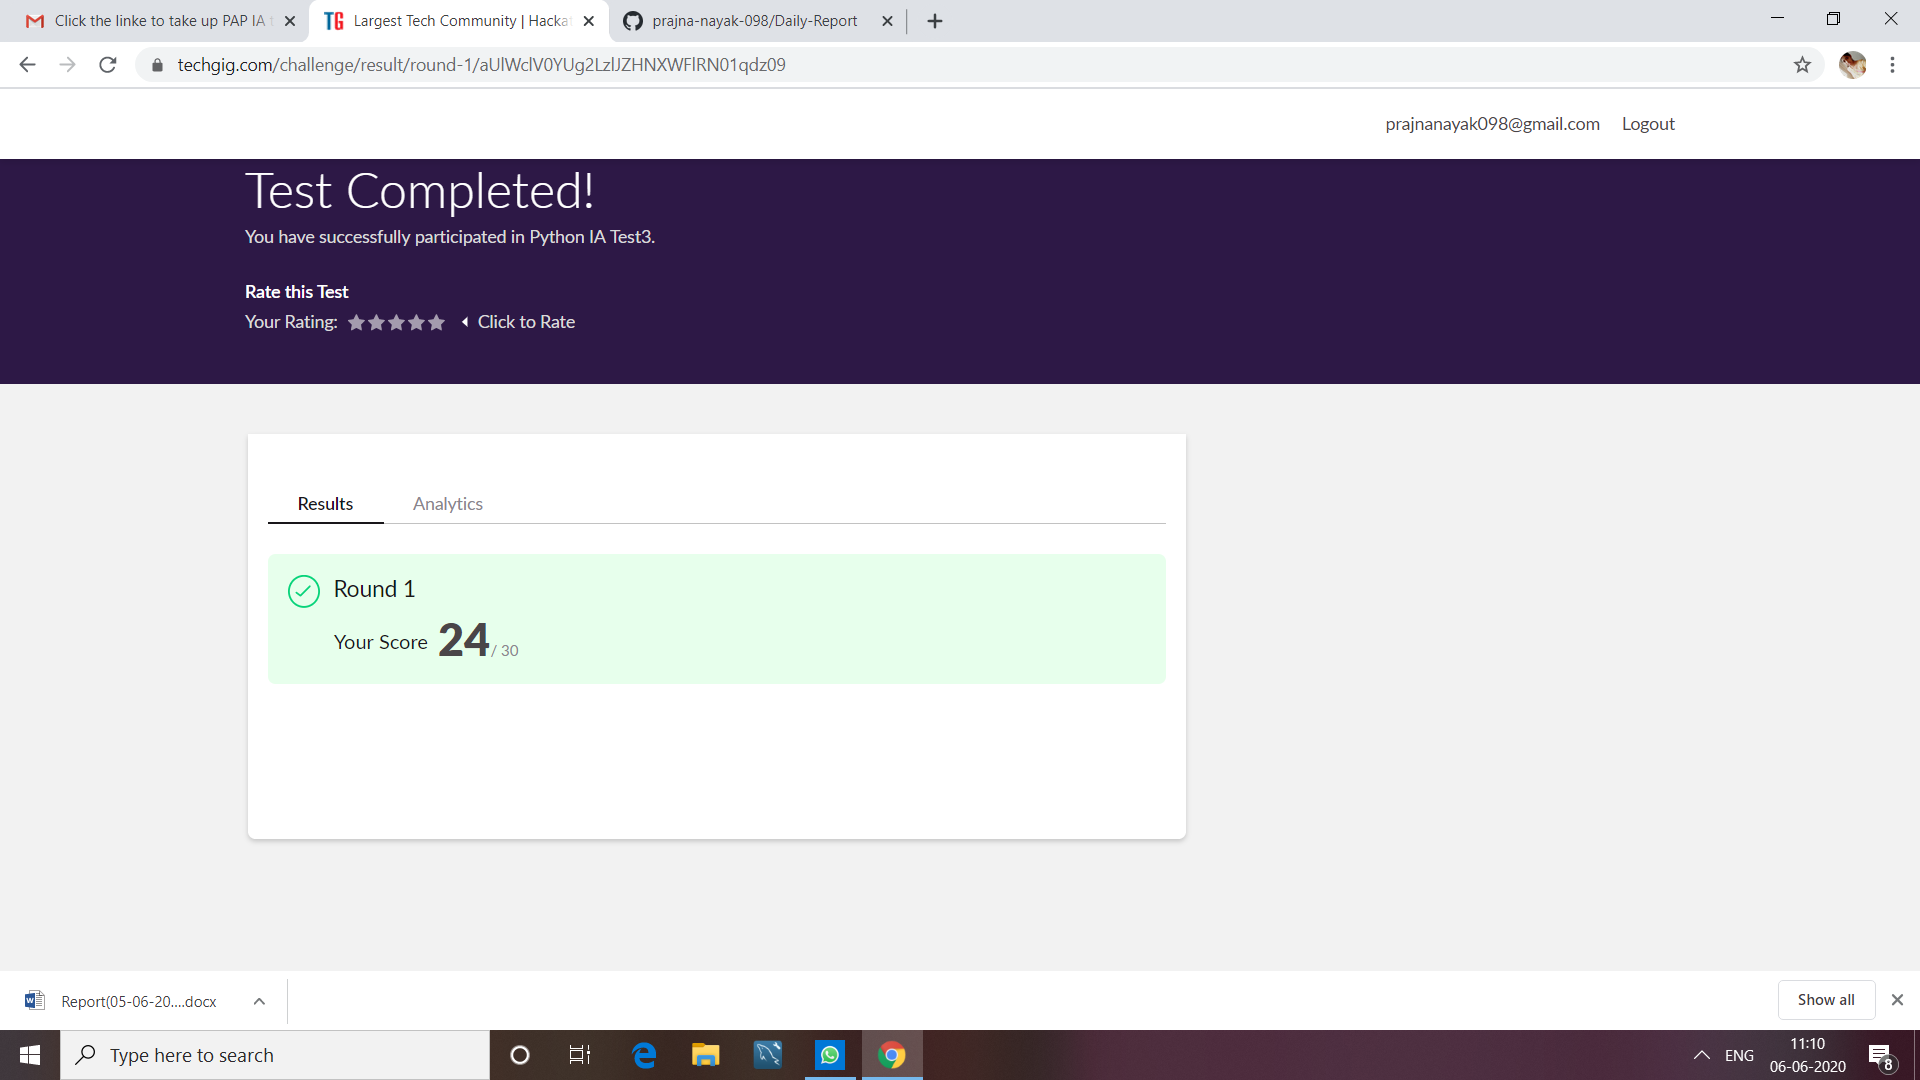 Click the linke to take up PAP IA
Largest Tech Community | Hacka
prajna-nayak-098/Daily-Report
techgig.com/challenge/result/round-1/aUlWclV0YUg2LzlJZHNXWFlRN01qdz09
prajnanayak098@gmail.com Logout
Test Completed!
You have successfully participated in Python IA Test3.
Rate this Test
Your Rating: Click to Rate
Results Analytics
Round 1
Your Score 24 / 30
Report(05-06-20....docx
Show all
Type here to search
ENG
11:10
06-06-2020
8